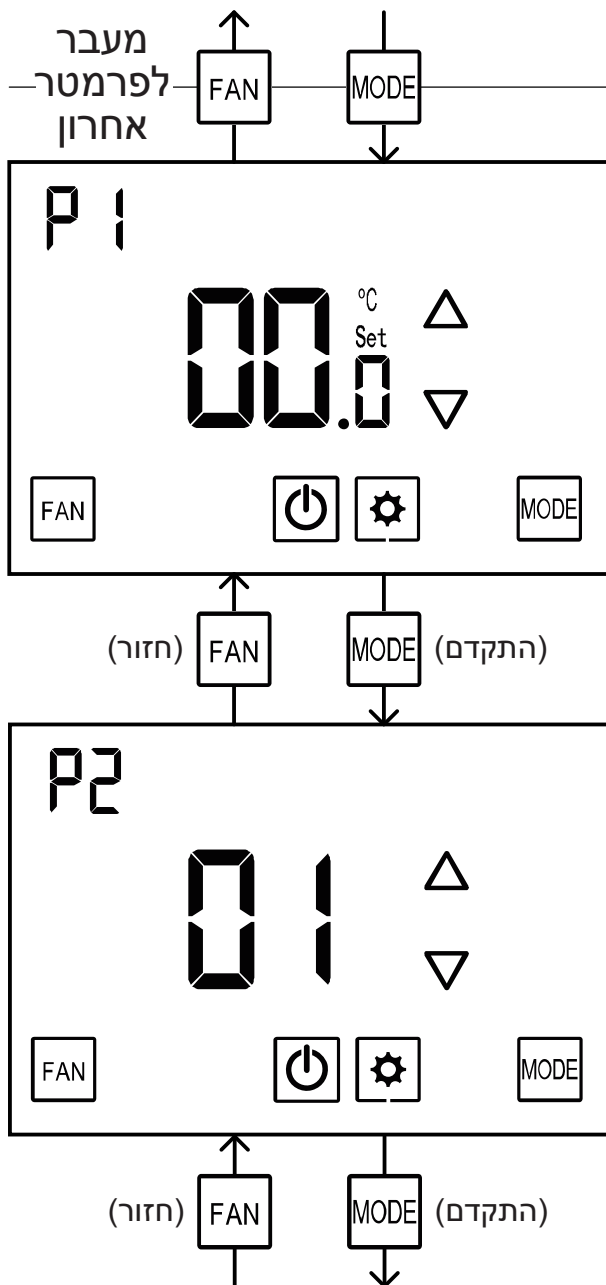 מעבר
לפרמטר
אחרון
FAN MODE
P1
°C
Set
00.0
FAN MODE
(חזור) FAN MODE (התקדם)
P2
01
FAN MODE
(חזור) FAN MODE (התקדם)